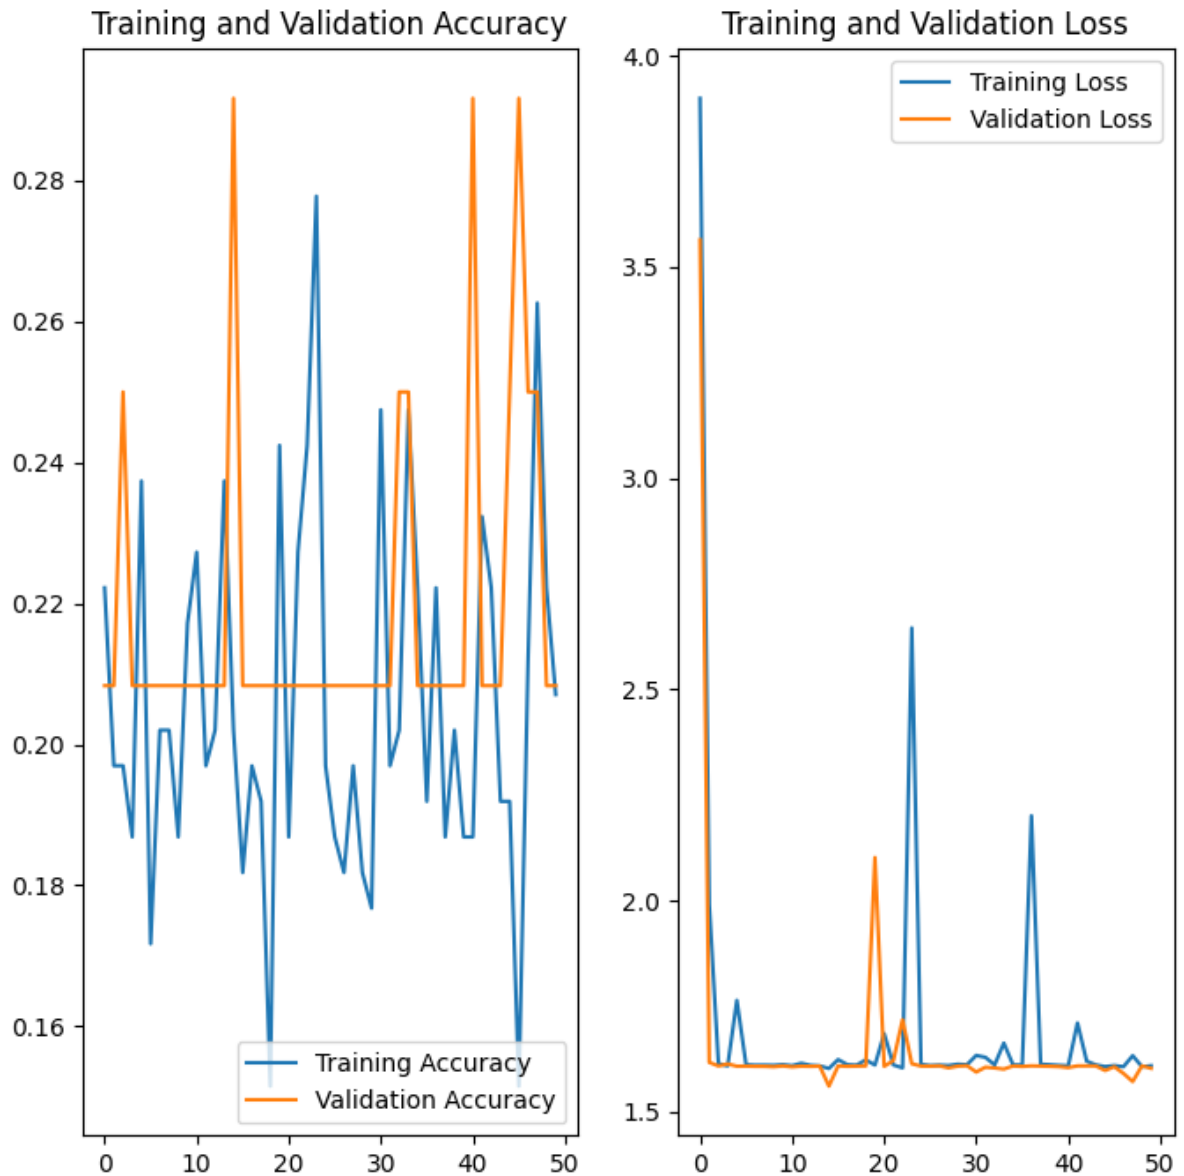 Training and Validation Accuracy
0.28
0.26
0.24
0.22
0.20
0.18
0.16
Training Accuracy
Validation Accuracy
0 10 20 30 40 50
Training and Validation Loss
4.0
Training Loss
Validation Loss
3.5
3.0
2.5
2.0
1.5
0 10 20 30 40 50